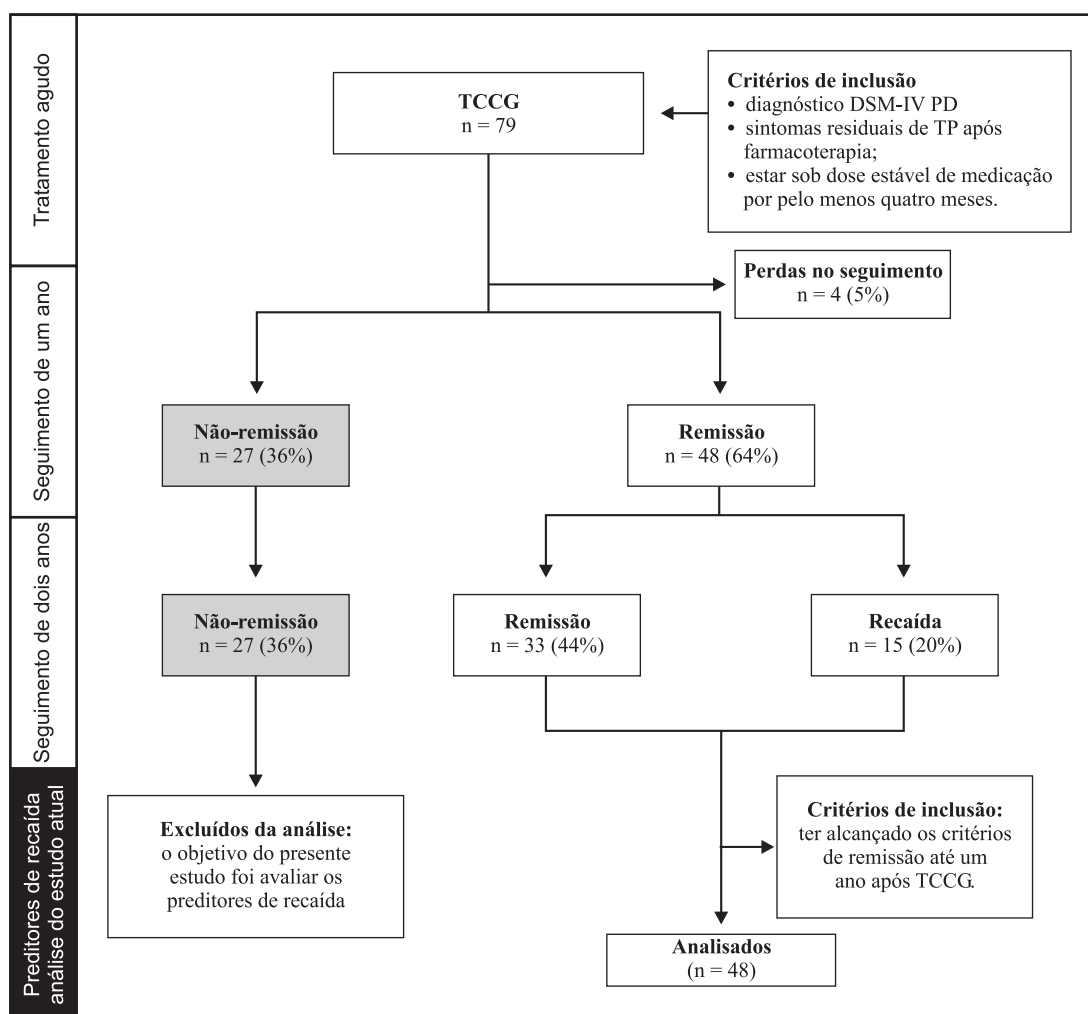 Tratamento agudo
TCCG
n = 79
Critérios de inclusão
• diagnóstico DSM-IV PD
• sintomas residuais de TP após
farmacoterapia;
• estar sob dose estável de medicação
por pelo menos quatro meses.
Seguimento de um ano
Perdas no seguimento
n = 4 (5%)
Não-remissão
n = 27 (36%)
Remissão
n = 48 (64%)
Seguimento de dois anos
Não-remissão
n = 27 (36%)
Remissão
n = 33 (44%)
Recaída
n = 15 (20%)
Preditores de recaída
análise do estudo atual
Excluídos da análise:
o objetivo do presente
estudo foi avaliar os
preditores de recaída
Critérios de inclusão:
ter alcançado os critérios
de remissão até um
ano após TCCG.
Analisados
(n = 48)